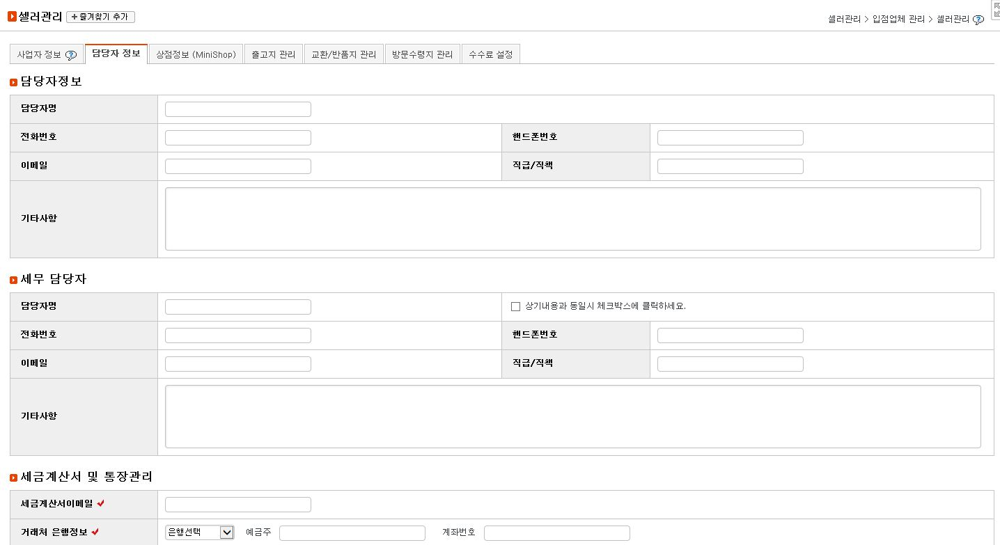 셀러관리 +즐겨찾기 추가
셀러관리 > 입점업체 관리 > 셀러관리 ?
사업자 정보 ? 담당자 정보 상점정보 (MiniShop) 출고지 관리 교환/반품지 관리 방문수령지 관리 수수료 설정
담당자정보
담당자명
전화번호 핸드폰번호
이메일 직급/직책
기타사항
세무 담당자
담당자명 상기내용과 동일시 체크박스에 클릭하세요.
전화번호 핸드폰번호
이메일 직급/직책
기타사항
세금계산서 및 통장관리
세금계산서이메일
거래처 은행정보 은행선택 예금주 계좌번호